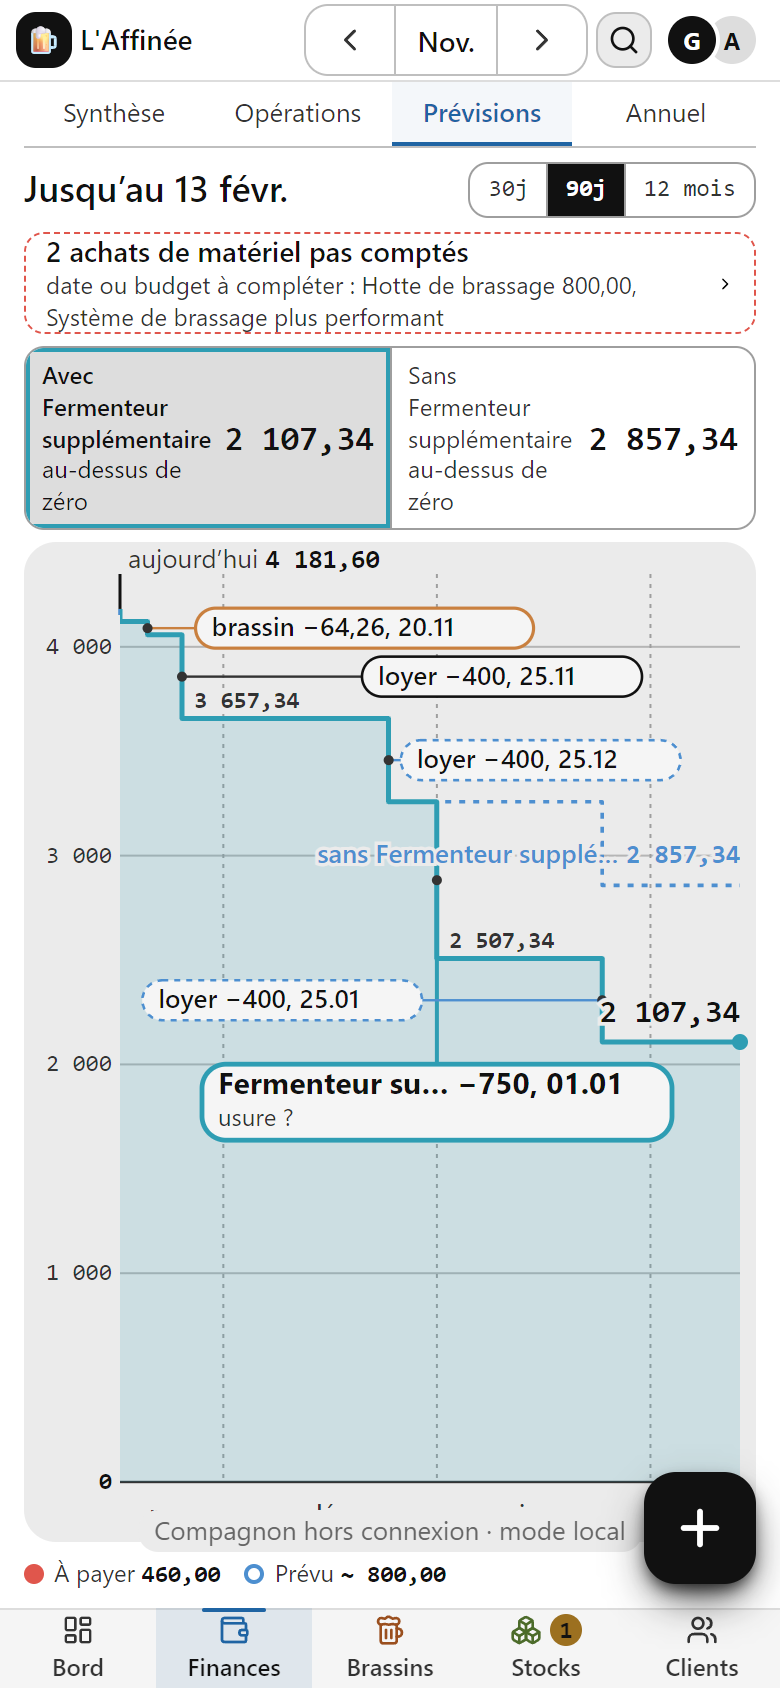 L'Affinée
Nov.
G
A
Synthèse
Opérations
Prévisions
Annuel
Jusqu’au 13 févr.
30j
90j
12 mois
2 achats de matériel pas comptés
date ou budget à compléter : Hotte de brassage 800,00,
Système de brassage plus performant
Avec
Fermenteur
supplémentaire 2 107,34
au-dessus de
zéro
Sans
Fermenteur
supplémentaire 2 857,34
au-dessus de
zéro
aujourd’hui 4 181,60
brassin −64,26, 20.11
4 000
loyer −400, 25.11
3 657,34
loyer −400, 25.12
3 000
sans Fermenteur supplé… 2 857,34
2 507,34
loyer −400, 25.01
2 107,34
2 000
Fermenteur su… −750, 01.01
usure ?
1 000
0
Compagnon hors connexion · mode local
À payer 460,00
Prévu ~ 800,00
Bord
Finances
Brassins
Stocks
1
Clients